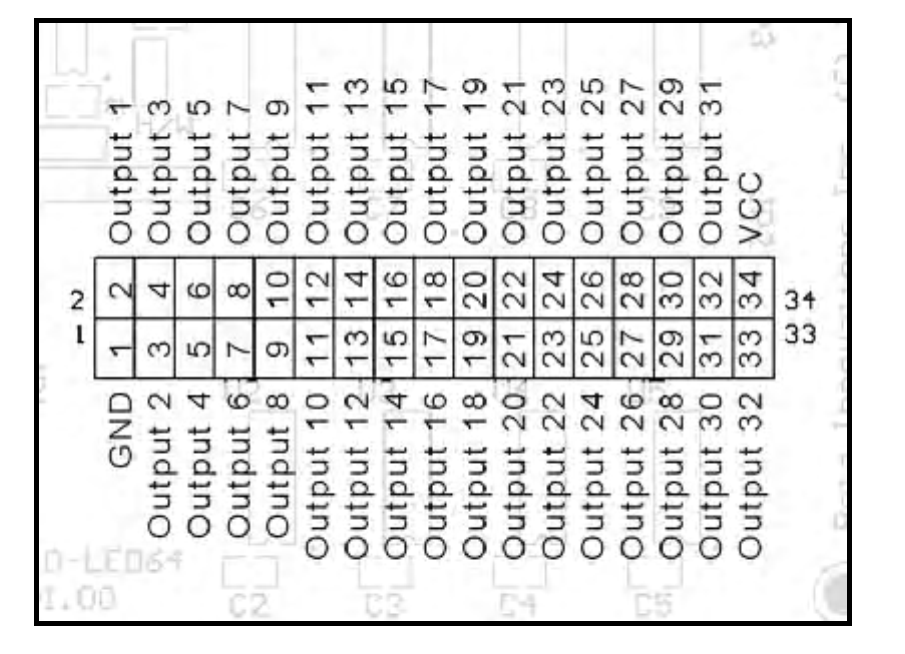 Output 1 Output 3 Output 5 Output 7 Output 9 Output 11 Output 13 Output 15 Output 17 Output 19 Output 21 Output 23 Output 25 Output 27 Output 29 Output 31 VCC
2 2 4 6 8 10 12 14 16 18 20 22 24 26 28 30 32 34 34
1 1 3 5 7 9 11 13 15 17 19 21 23 25 27 29 31 33 33
GND Output 2 Output 4 Output 6 Output 8 Output 10 Output 12 Output 14 Output 16 Output 18 Output 20 Output 22 Output 24 Output 26 Output 28 Output 30 Output 32
D-LED64
1.00
C2 C3 C4 C5